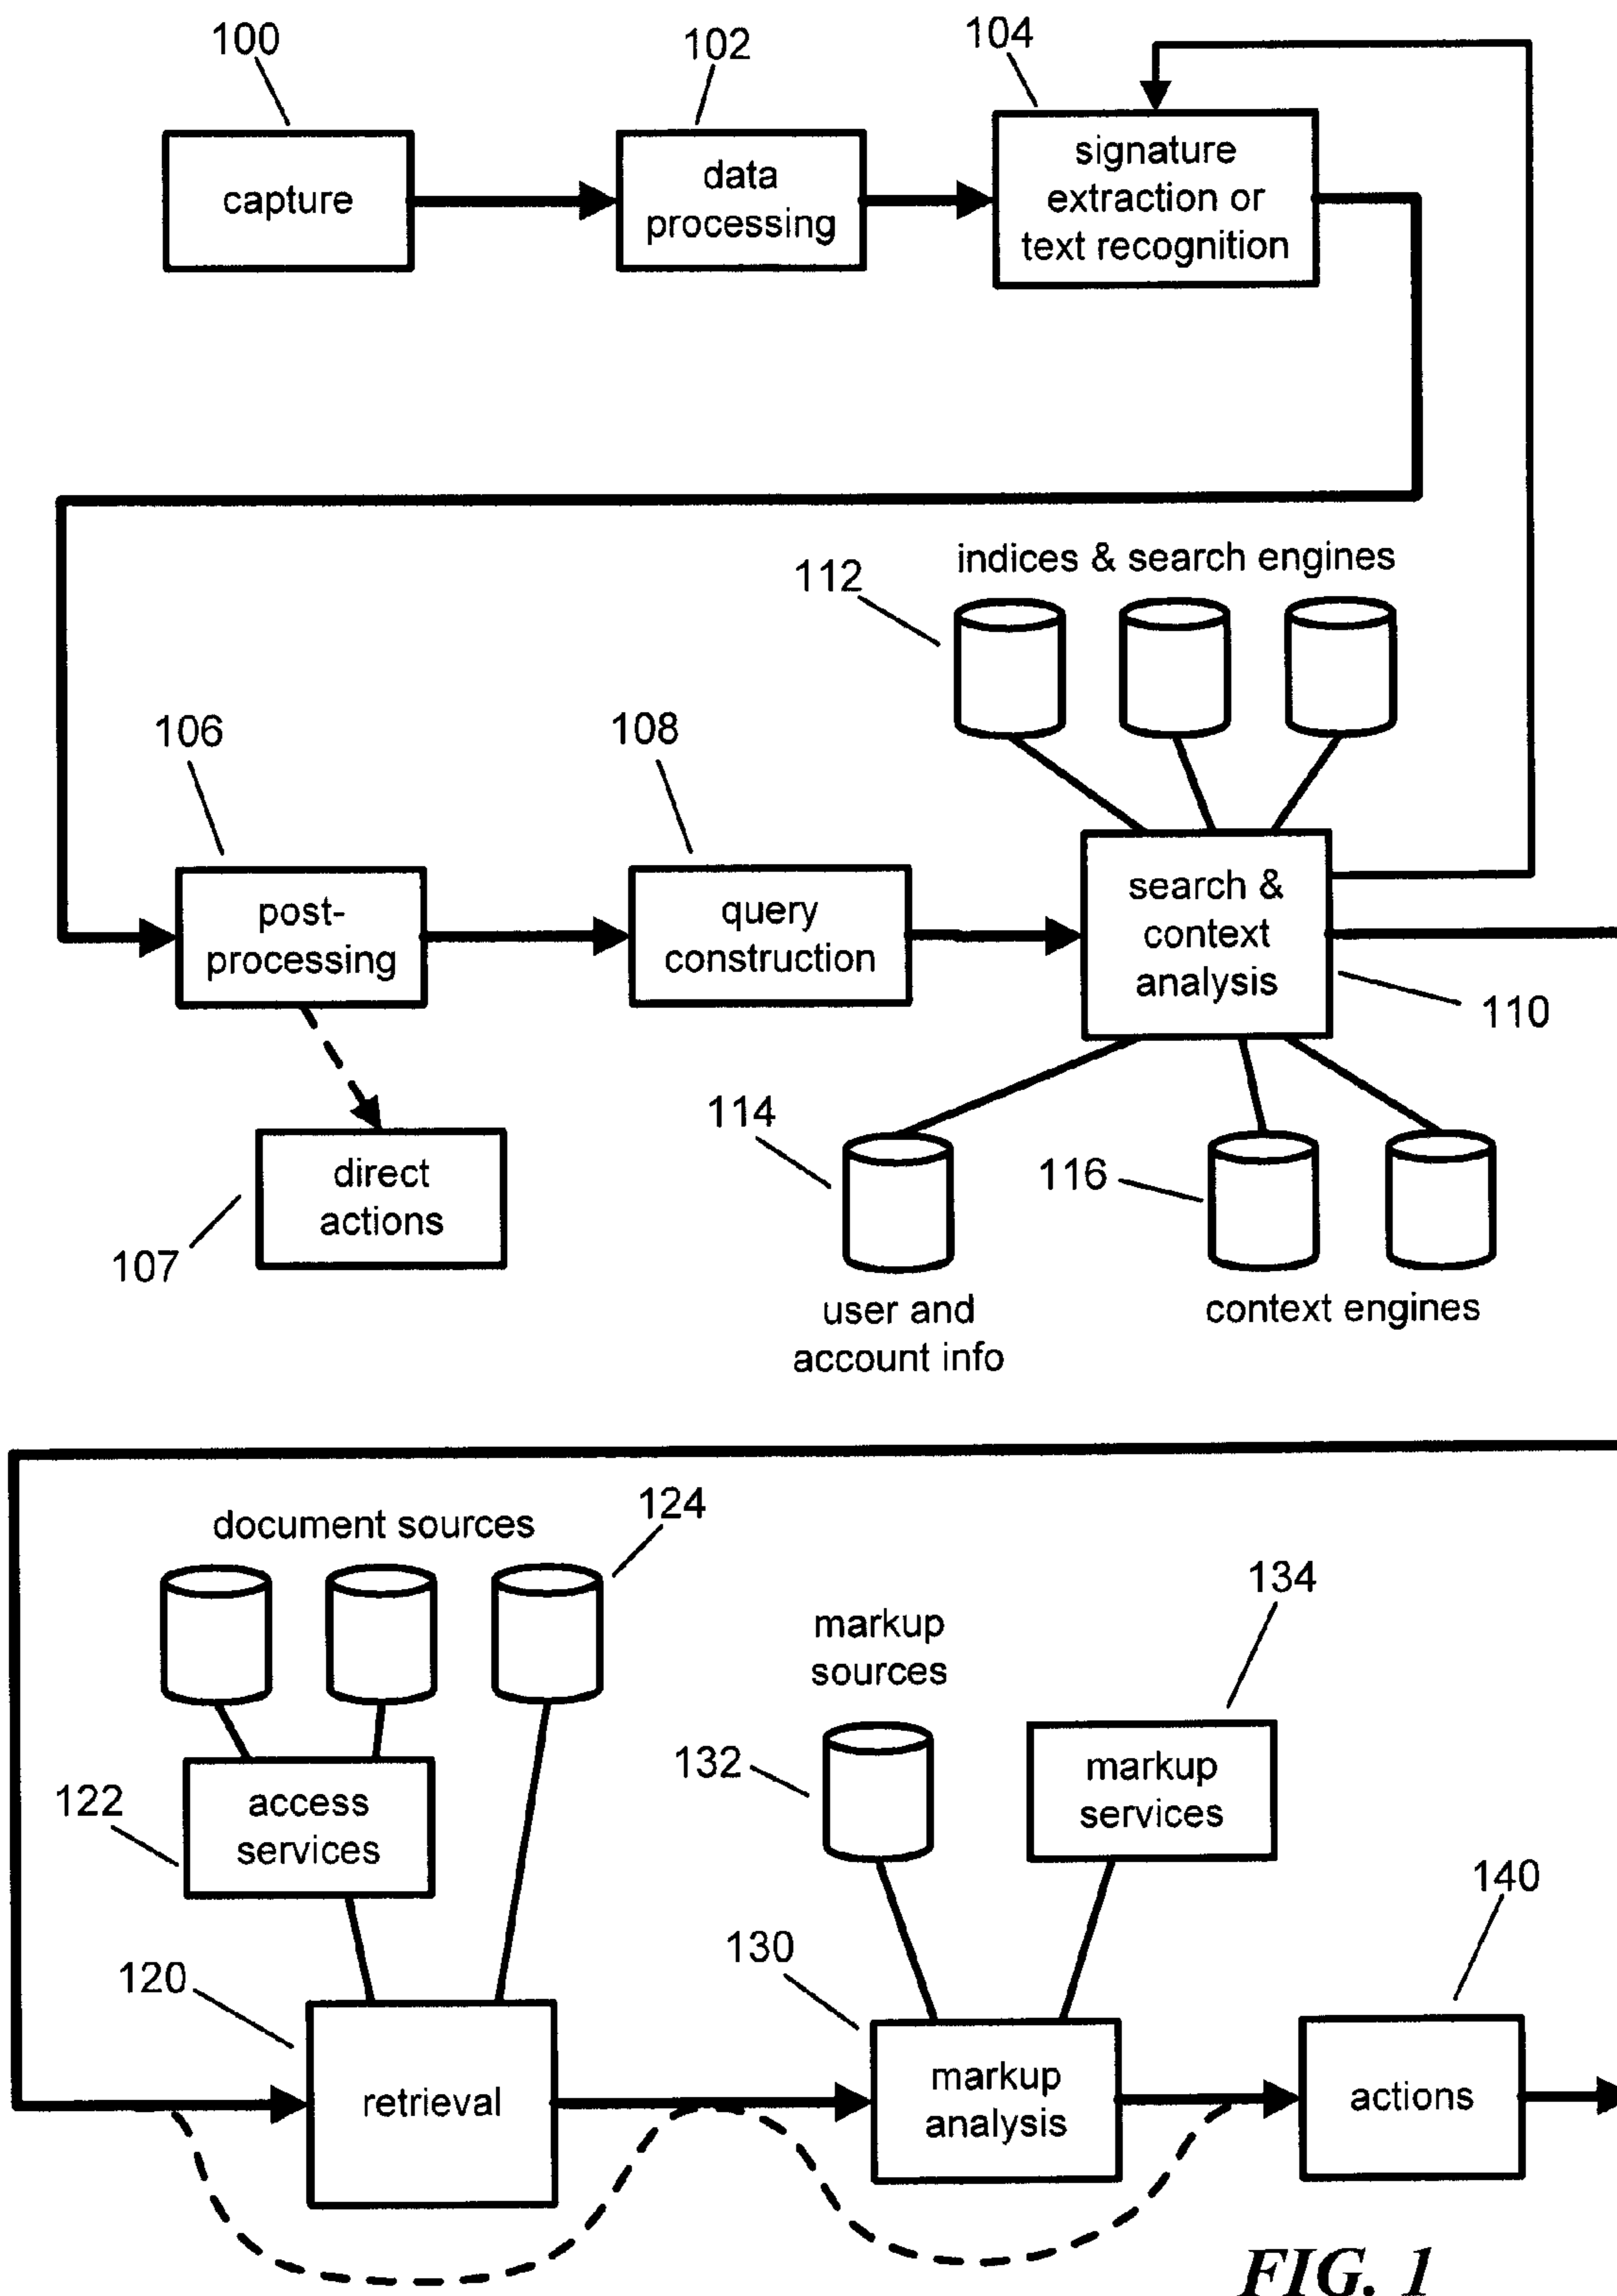 100
102
104
capture
data
processing
signature
extraction or
text recognition
indices & search engines
112
106
108
post-
processing
query
construction
search &
context
analysis
110
114
116
direct
actions
107
user and
account info
context engines
document sources
124
markup
sources
134
132
markup
services
122
access
services
140
130
120
retrieval
markup
analysis
actions
FIG. 1